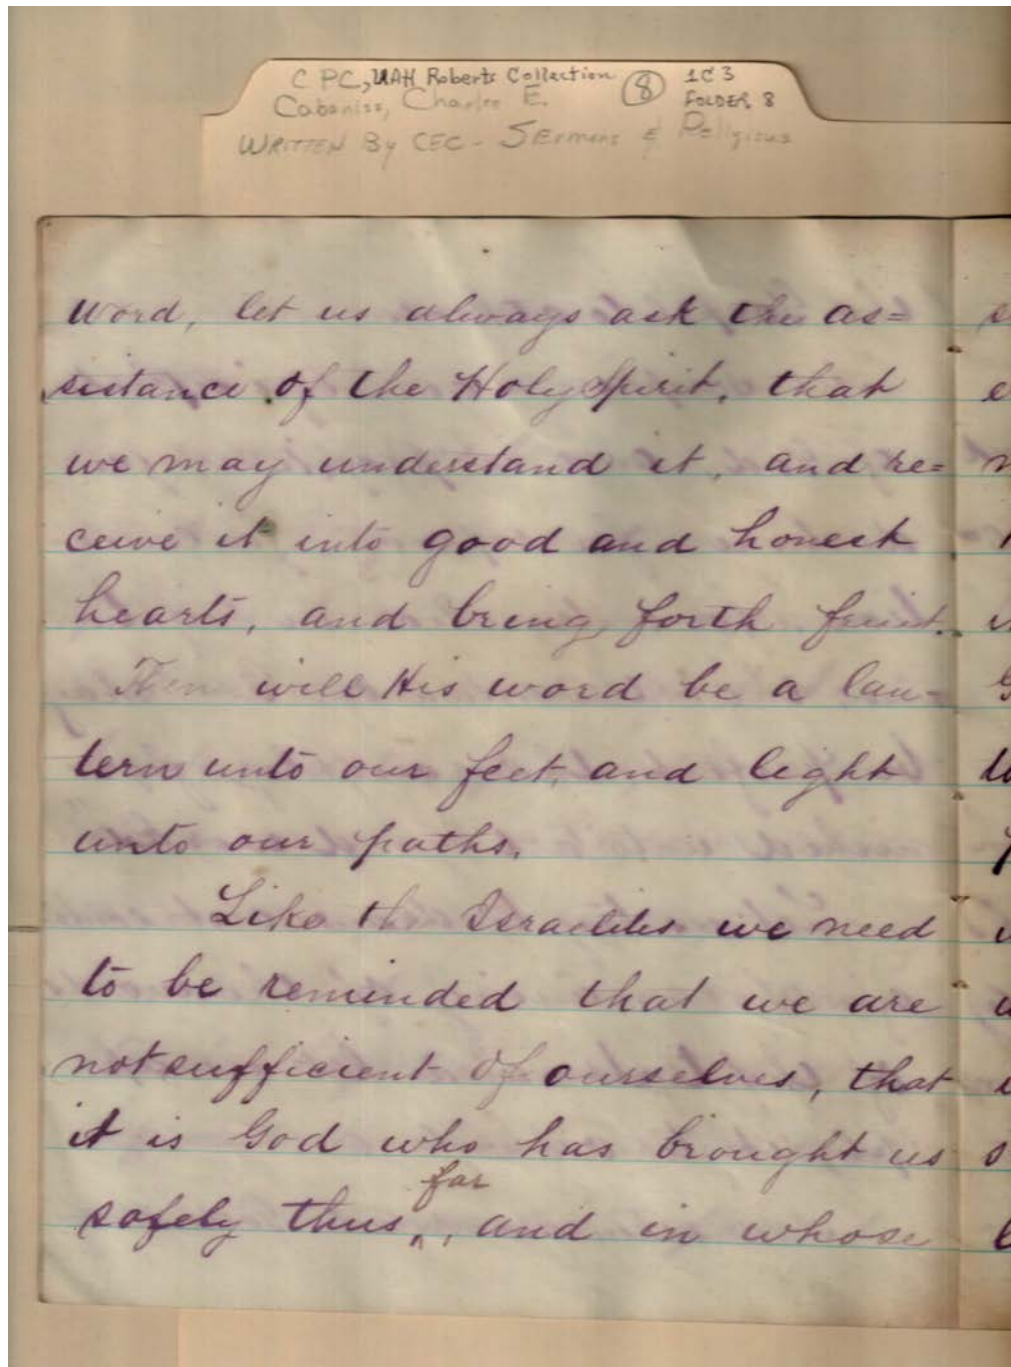 C PC, UAH Roberts Collection 8 1C3
Cabaniss, Charles E. FOLDER 8
WRITTEN By CEC - SErmons & Religious
word, let us always ask the as=
sistance of the Holy Spirit, that
we may understand it, and re=
ceive it into good and honest
hearts, and bring forth fruit.
Then will His word be a lan-
tern unto our feet, and light
unto our paths.
Like th Israelites we need
to be reminded that we are
not sufficient of ourselves, that
it is God who has brought us
far
safely thus ^, and in whose